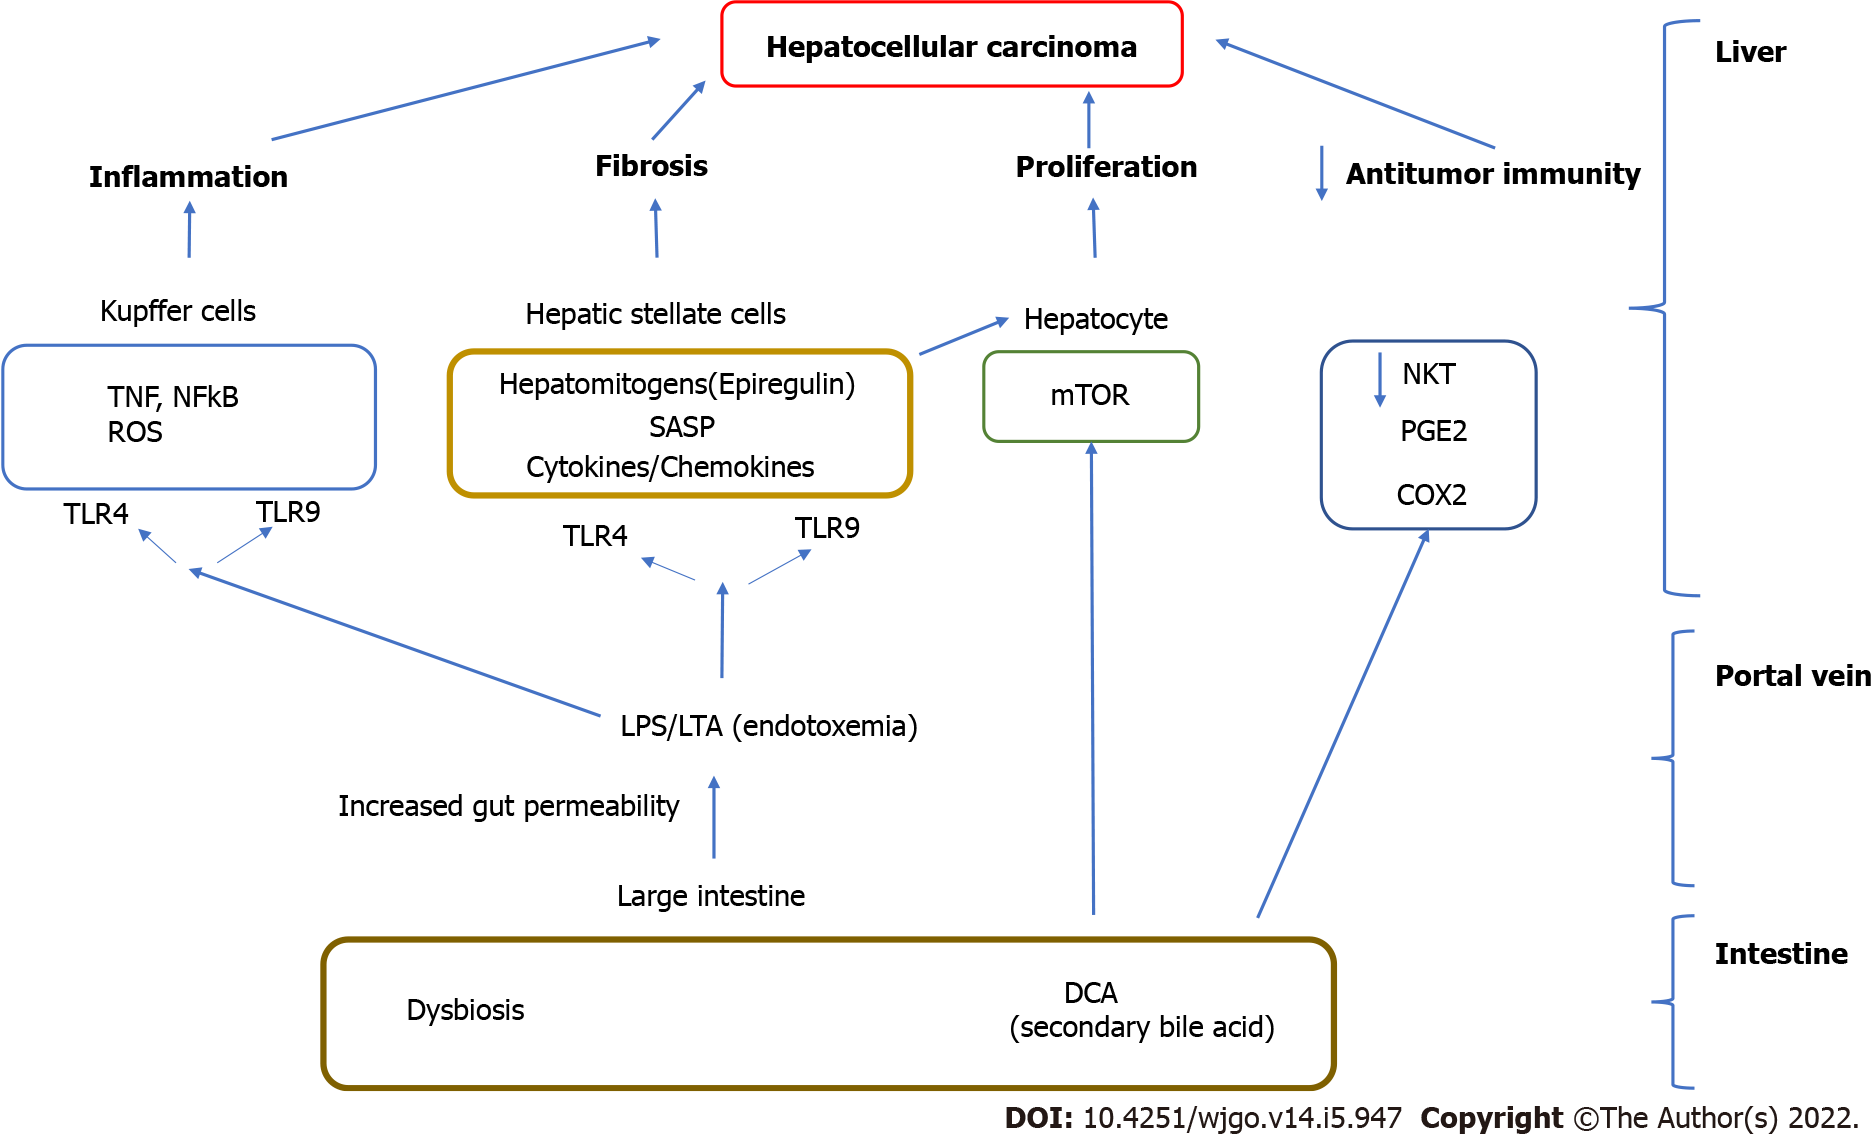 Hepatocellular carcinoma
Liver
Inflammation
Fibrosis
Proliferation
Antitumor immunity
Kupffer cells
Hepatic stellate cells
Hepatocyte
TNF, NFkB
ROS
Hepatomitogens(Epiregulin)
SASP
Cytokines/Chemokines
mTOR
NKT
PGE2
COX2
TLR4
TLR9
TLR4
TLR9
Portal vein
LPS/LTA (endotoxemia)
Increased gut permeability
Large intestine
Intestine
Dysbiosis
DCA
(secondary bile acid)
DOI: 10.4251/wjgo.v14.i5.947 Copyright ©The Author(s) 2022.